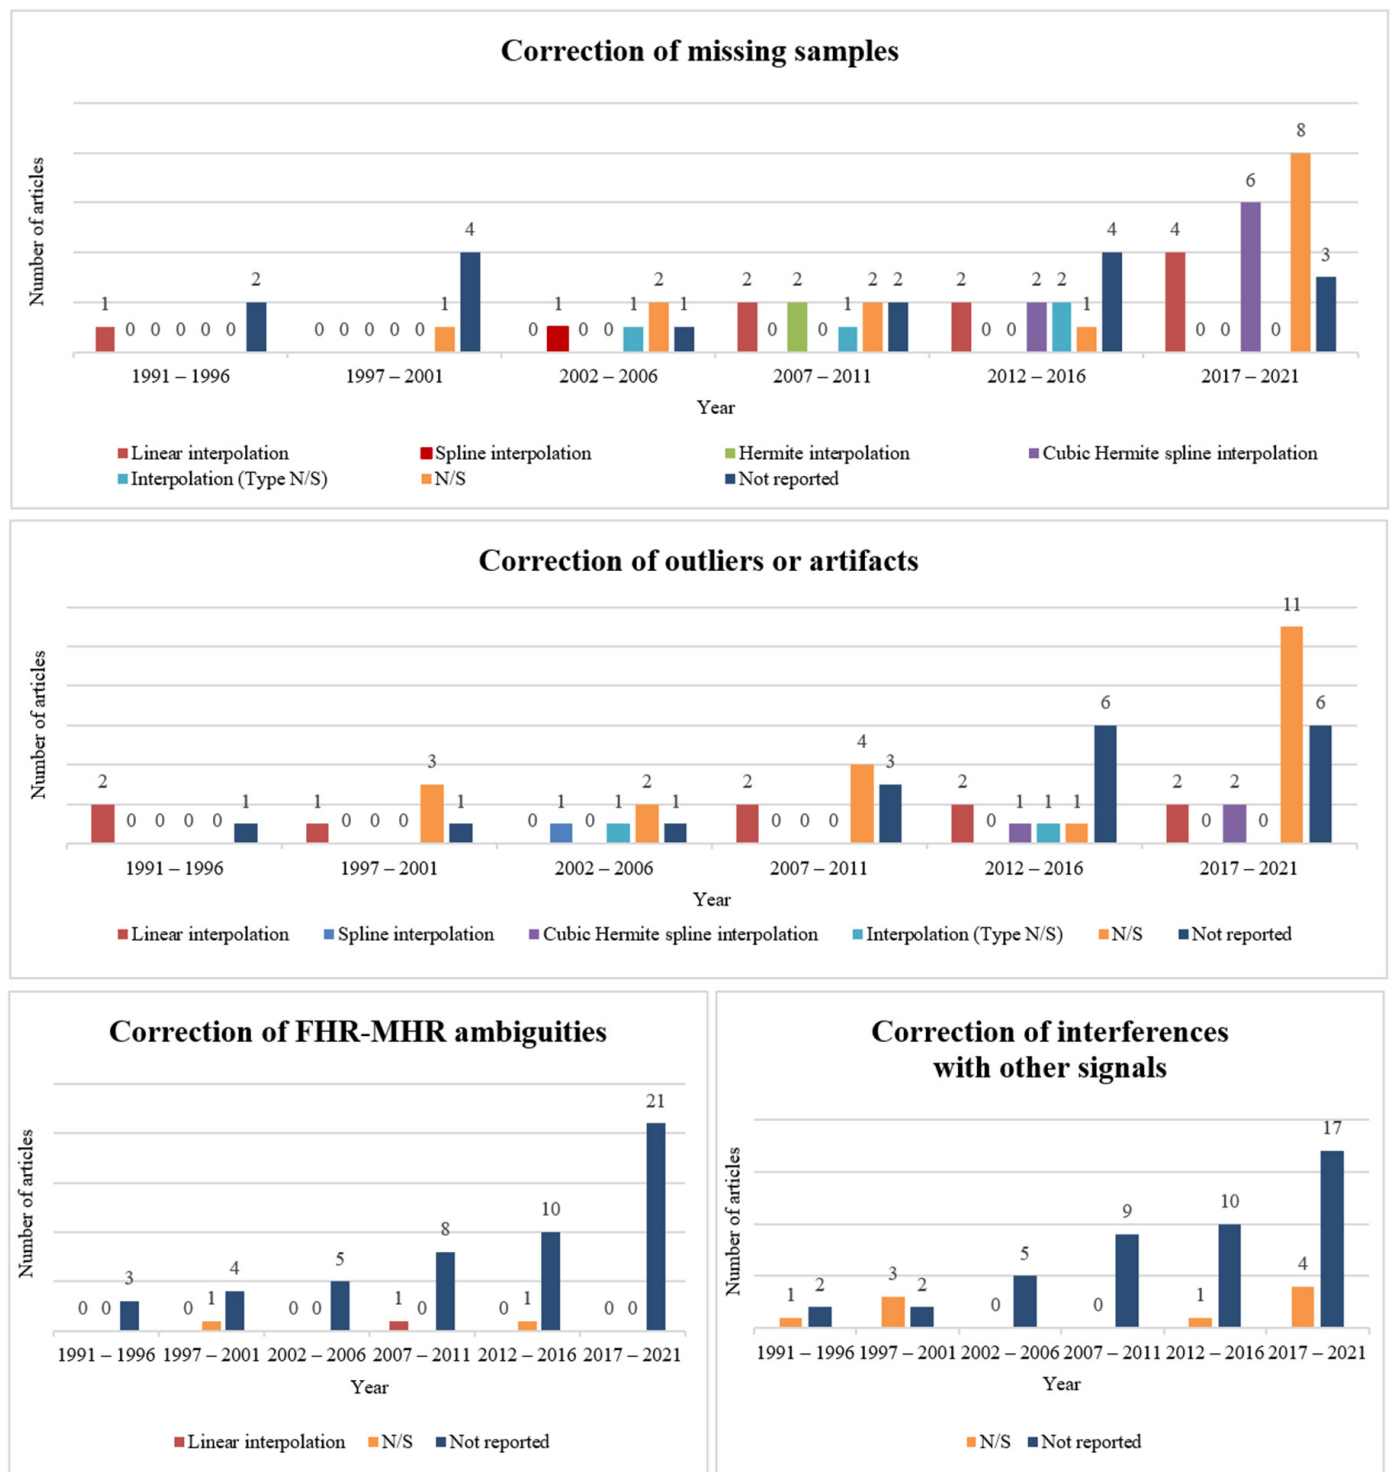 Correction of missing samples
Number of articles
1 0 0 0 0 0 2
0 0 0 0 0 1 4
0 1 0 0 1 2 1
2 0 2 0 1 2 2
2 0 0 2 2 1 4
4 0 0 6 0 8 3
1991 – 1996 1997 – 2001 2002 – 2006 2007 – 2011 2012 – 2016 2017 – 2021
Year
Linear interpolation Spline interpolation Hermite interpolation Cubic Hermite spline interpolation
Interpolation (Type N/S) N/S Not reported
Correction of outliers or artifacts
Number of articles
2 0 0 0 0 1
1 0 0 0 3 1
0 1 0 1 2 1
2 0 0 0 4 3
2 0 1 1 1 6
2 0 2 0 11 6
1991 – 1996 1997 – 2001 2002 – 2006 2007 – 2011 2012 – 2016 2017 – 2021
Year
Linear interpolation Spline interpolation Cubic Hermite spline interpolation Interpolation (Type N/S) N/S Not reported
Correction of FHR-MHR ambiguities
Number of articles
0 0 3
0 1 4
0 0 5
1 0 8
0 1 10
0 0 21
1991 – 1996 1997 – 2001 2002 – 2006 2007 – 2011 2012 – 2016 2017 – 2021
Year
Linear interpolation N/S Not reported
Correction of interferences
with other signals
Number of articles
1 2
3 2
0 5
0 9
1 10
4 17
1991 – 1996 1997 – 2001 2002 – 2006 2007 – 2011 2012 – 2016 2017 – 2021
Year
N/S Not reported